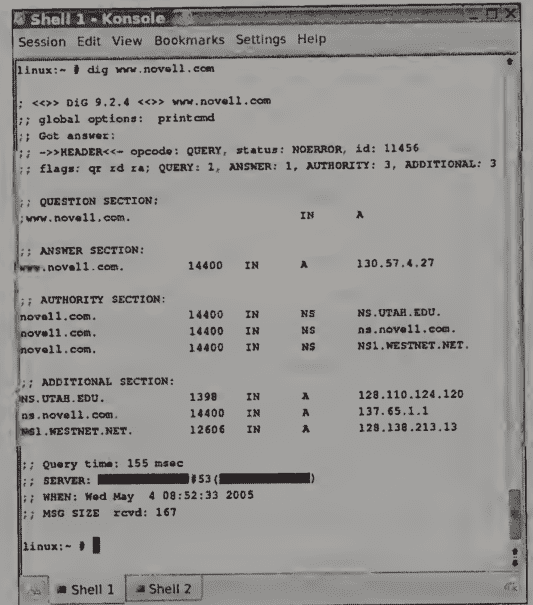 Shell 1 - Konsole
Session Edit View Bookmarks Settings Help
linux:~ # dig www.novell.com
; <<>> DiG 9.2.4 <<>> www.novell.com
;; global options: printcmd
;; Got answer:
;; ->>HEADER<<- opcode: QUERY, status: NOERROR, id: 11456
;; flags: qr rd ra; QUERY: 1, ANSWER: 1, AUTHORITY: 3, ADDITIONAL: 3
;; QUESTION SECTION:
;www.novell.com. IN A
;; ANSWER SECTION:
www.novell.com. 14400 IN A 130.57.4.27
;; AUTHORITY SECTION:
novell.com. 14400 IN NS NS.UTAH.EDU.
novell.com. 14400 IN NS ns.novell.com.
novell.com. 14400 IN NS NS1.WESTNET.NET.
;; ADDITIONAL SECTION:
NS.UTAH.EDU. 1398 IN A 128.110.124.120
ns.novell.com. 14400 IN A 137.65.1.1
NS1.WESTNET.NET. 12606 IN A 128.138.213.13
;; Query time: 155 msec
;; SERVER: #53( )
;; WHEN: Wed May 4 08:52:33 2005
;; MSG SIZE rcvd: 167
linux:~ #
Shell 1 Shell 2